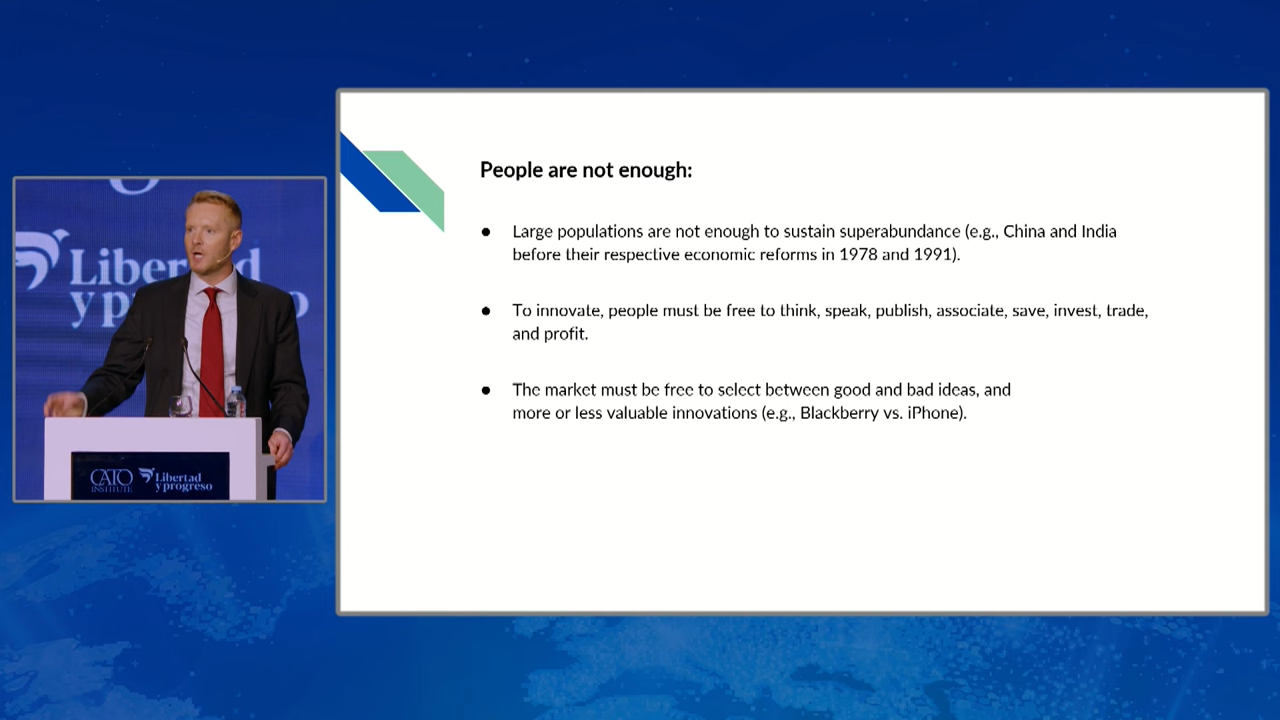 People are not enough:
● Large populations are not enough to sustain superabundance (e.g., China and India
before their respective economic reforms in 1978 and 1991).
● To innovate, people must be free to think, speak, publish, associate, save, invest, trade,
and profit.
● The market must be free to select between good and bad ideas, and
more or less valuable innovations (e.g., Blackberry vs. iPhone).
CATO
INSTITUTE
Libertad
y progreso